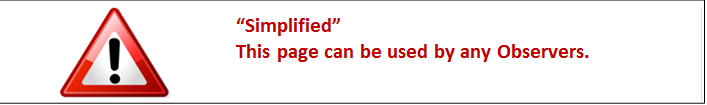 “Simplified”
This page can be used by any Observers.